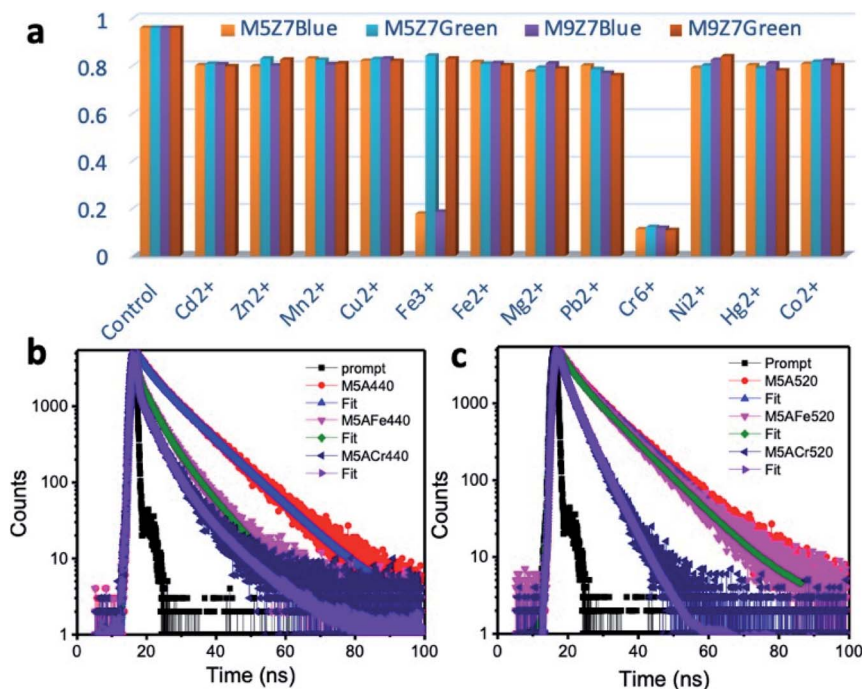 a
M5Z7Blue M5Z7Green M9Z7Blue M9Z7Green
1
0.8
0.6
0.4
0.2
0
Control Cd2+ Zn2+ Mn2+ Cu2+ Fe3+ Fe2+ Mg2+ Pb2+ Cr6+ Ni2+ Hg2+ Co2+
b
prompt
M5A440
Fit
M5AFe440
Fit
M5ACr440
Fit
Counts
1000
100
10
1
20 40 60 80 100
Time (ns)
c
Prompt
M5A520
Fit
M5AFe520
Fit
M5ACr520
Fit
Counts
1000
100
10
1
0 20 40 60 80 100
Time (ns)